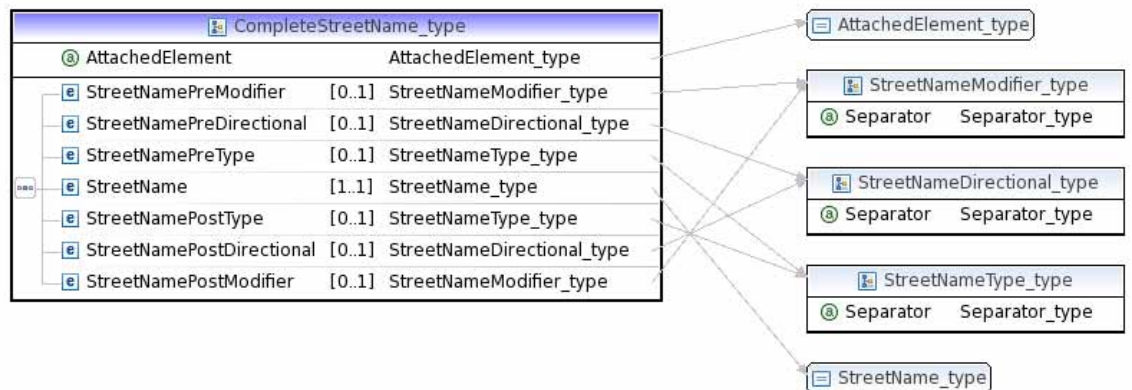 CompleteStreetName_type
a AttachedElement AttachedElement_type
e StreetNamePreModifier [0..1] StreetNameModifier_type
e StreetNamePreDirectional [0..1] StreetNameDirectional_type
e StreetNamePreType [0..1] StreetNameType_type
e StreetName [1..1] StreetName_type
e StreetNamePostType [0..1] StreetNameType_type
e StreetNamePostDirectional [0..1] StreetNameDirectional_type
e StreetNamePostModifier [0..1] StreetNameModifier_type
AttachedElement_type
StreetNameModifier_type
a Separator Separator_type
StreetNameDirectional_type
a Separator Separator_type
StreetNameType_type
a Separator Separator_type
StreetName_type